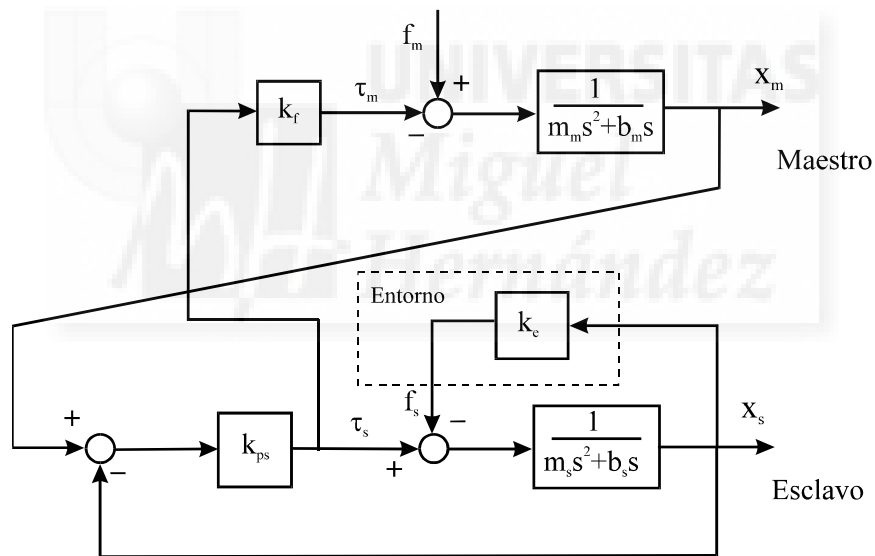 UNIVERSITAS
Miguel
Hernández
f_m
+
k_f
τ_m
−
1
m_m s^2+b_m s
x_m
Maestro
Entorno
k_e
f_s
−
+
−
k_ps
τ_s
+
1
m_s s^2+b_s s
x_s
Esclavo